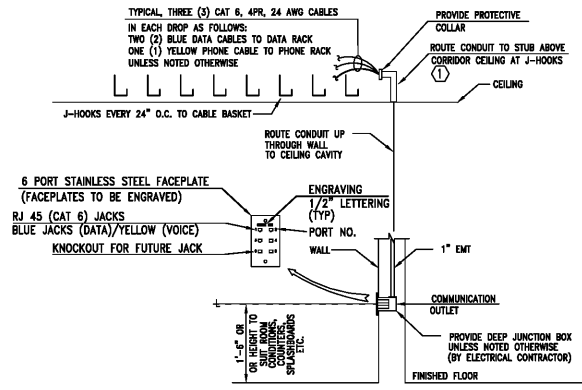 TYPICAL, THREE (3) CAT 6, 4PR, 24 AWG CABLES
IN EACH DROP AS FOLLOWS:
TWO (2) BLUE DATA CABLES TO DATA RACK
ONE (1) YELLOW PHONE CABLE TO PHONE RACK
UNLESS NOTED OTHERWISE
PROVIDE PROTECTIVE
COLLAR
ROUTE CONDUIT TO STUB ABOVE
CORRIDOR CEILING AT J-HOOKS
1
CEILING
J-HOOKS EVERY 24" O.C. TO CABLE BASKET
ROUTE CONDUIT UP
THROUGH WALL
TO CEILING CAVITY
6 PORT STAINLESS STEEL FACEPLATE
(FACEPLATES TO BE ENGRAVED)
RJ 45 (CAT 6) JACKS
BLUE JACKS (DATA)/YELLOW (VOICE)
KNOCKOUT FOR FUTURE JACK
ENGRAVING
1/2" LETTERING
(TYP)
PORT NO.
WALL
1" EMT
COMMUNICATION
OUTLET
PROVIDE DEEP JUNCTION BOX
UNLESS NOTED OTHERWISE
(BY ELECTRICAL CONTRACTOR)
1'-6" OR
OR HEIGHT TO
SUIT ROOM
CONDITIONS,
COUNTERS,
SPLASHBOARDS
ETC.
FINISHED FLOOR